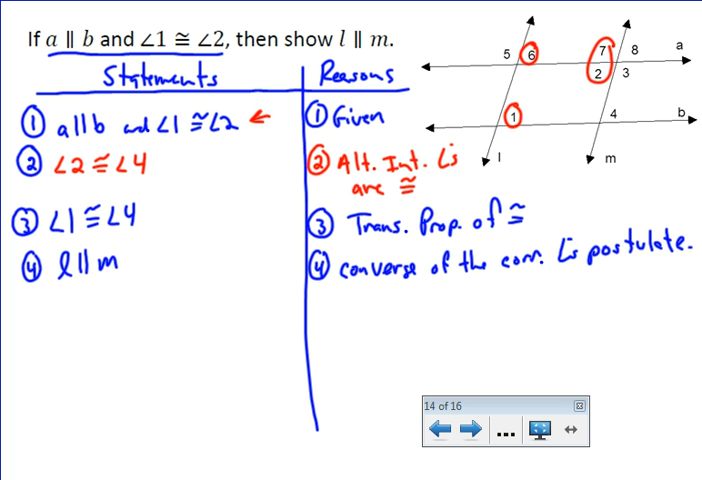 If a ∥ b and ∠1 ≅ ∠2, then show l ∥ m.
Statements
Reasons
① a||b and ∠1 ≅ ∠2 ←
① Given
② ∠2 ≅ ∠4
② Alt. Int. ∠'s
are ≅
③ ∠1 ≅ ∠4
③ Trans. Prop. of ≅
④ l || m
④ converse of the corr. ∠'s postulate.
5 6 7 8 a
2 3
1 4 b
l m
14 of 16
...